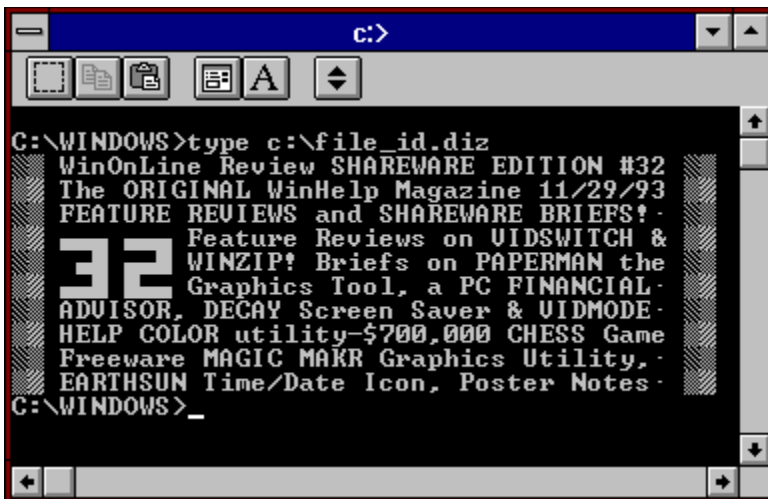 c:>
A
C:\WINDOWS>type c:\file_id.diz
WinOnLine Review SHAREWARE EDITION #32
The ORIGINAL WinHelp Magazine 11/29/93
FEATURE REVIEWS and SHAREWARE BRIEFS!·
32 Feature Reviews on VIDSWITCH &
WINZIP! Briefs on PAPERMAN the
Graphics Tool, a PC FINANCIAL·
ADVISOR, DECAY Screen Saver & VIDMODE·
HELP COLOR utility-$700,000 CHESS Game
Freeware MAGIC MAKR Graphics Utility,·
EARTHSUN Time/Date Icon, Poster Notes·
C:\WINDOWS>_